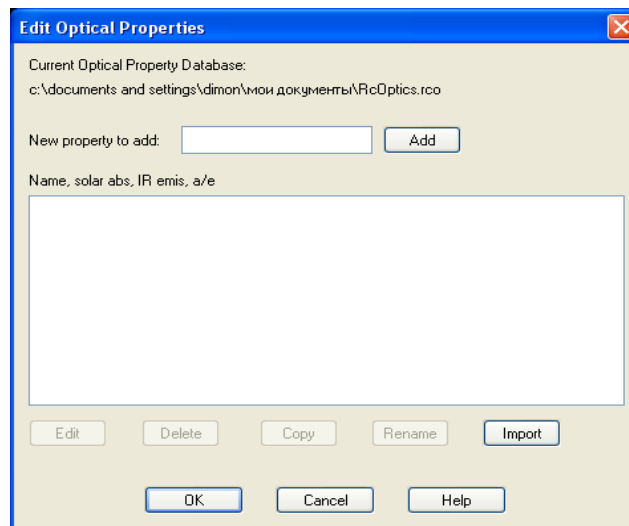 Edit Optical Properties
Current Optical Property Database:
c:\documents and settings\dimon\мои документы\RcOptics.rco
New property to add: Add
Name, solar abs, IR emis, a/e
Edit Delete Copy Rename Import
OK Cancel Help